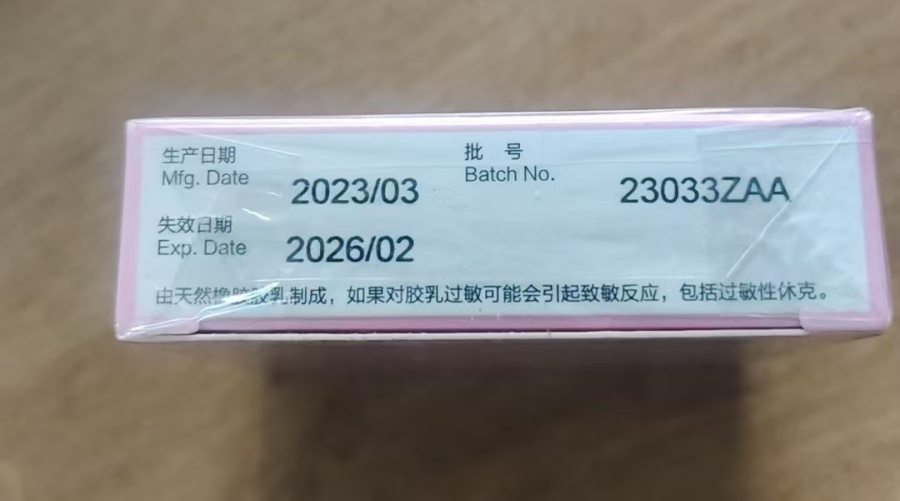 生产日期 批 号
Mfg. Date 2023/03 Batch No. 23033ZAA
失效日期
Exp. Date 2026/02
由天然橡胶胶乳制成，如果对胶乳过敏可能会引起致敏反应，包括过敏性休克。